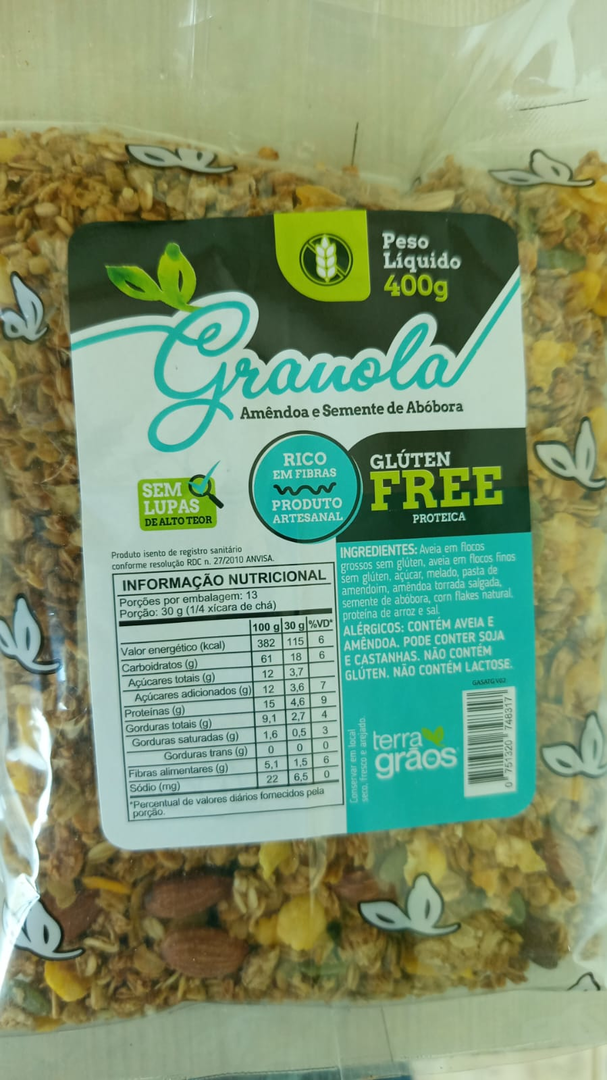 Peso
Líquido
400g
Granola
Amêndoa e Semente de Abóbora
SEM
LUPAS
DE ALTO TEOR
RICO
EM FIBRAS
PRODUTO
ARTESANAL
GLÚTEN
FREE
PROTEICA
Produto isento de registro sanitário
conforme resolução RDC n. 27/2010 ANVISA.
INFORMAÇÃO NUTRICIONAL
Porções por embalagem: 13
Porção: 30 g (1/4 xícara de chá)
100 g 30 g %VD*
Valor energético (kcal) 382 115 6
Carboidratos (g) 61 18 6
Açúcares totais (g) 12 3,7
Açúcares adicionados (g) 12 3,6 7
Proteínas (g) 15 4,6 9
Gorduras totais (g) 9,1 2,7 4
Gorduras saturadas (g) 1,6 0,5 3
Gorduras trans (g) 0 0 0
Fibras alimentares (g) 5,1 1,5 6
Sódio (mg) 22 6,5 0
*Percentual de valores diários fornecidos pela
porção.
INGREDIENTES: Aveia em flocos
grossos sem glúten, aveia em flocos finos
sem glúten, açúcar, melado, pasta de
amendoim, amêndoa torrada salgada,
semente de abóbora, corn flakes natural,
proteína de arroz e sal.
ALÉRGICOS: CONTÉM AVEIA E
AMÊNDOA. PODE CONTER SOJA
E CASTANHAS. NÃO CONTÉM
GLÚTEN. NÃO CONTÉM LACTOSE.
Conservar em local
seco, fresco e arejado.
terra
grãos
0 751320 748317